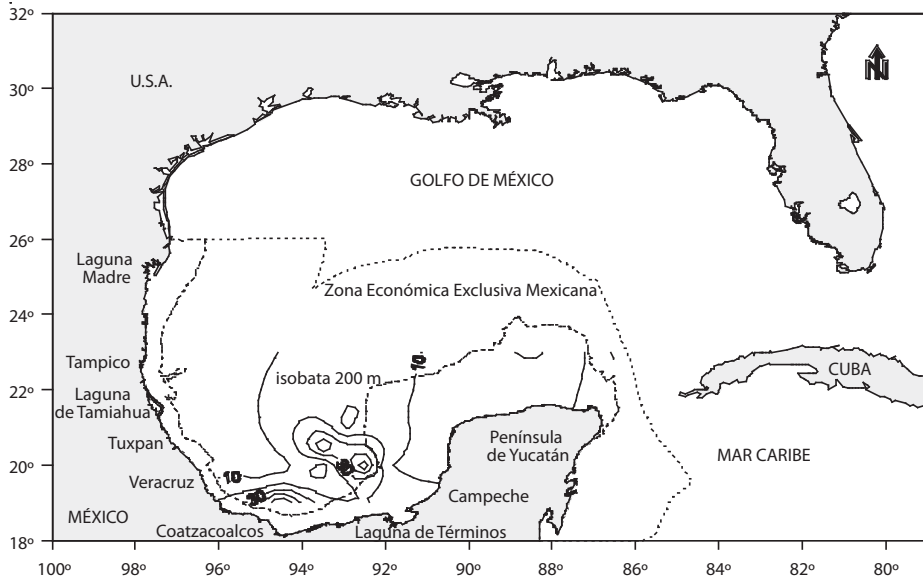 32º
30º
28º
26º
24º
22º
20º
18º
U.S.A.
N
GOLFO DE MÉXICO
Laguna
Madre
Zona Económica Exclusiva Mexicana
Tampico
10
isobata 200 m
CUBA
Laguna
de Tamiahua
Tuxpan
Península
de Yucatán
MAR CARIBE
Veracruz
10
Campeche
MÉXICO
Coatzacoalcos
Laguna de Términos
100º 98º 96º 94º 92º 90º 88º 86º 84º 82º 80º